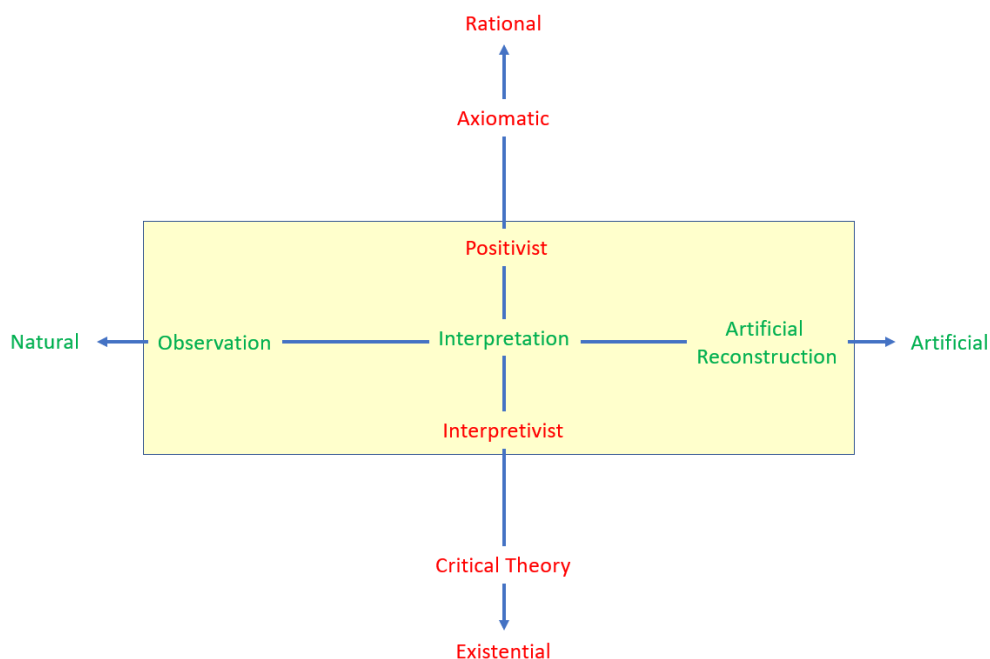 Rational
Axiomatic
Positivist
Natural
Observation
Interpretation
Artificial
Reconstruction
Artificial
Interpretivist
Critical Theory
Existential